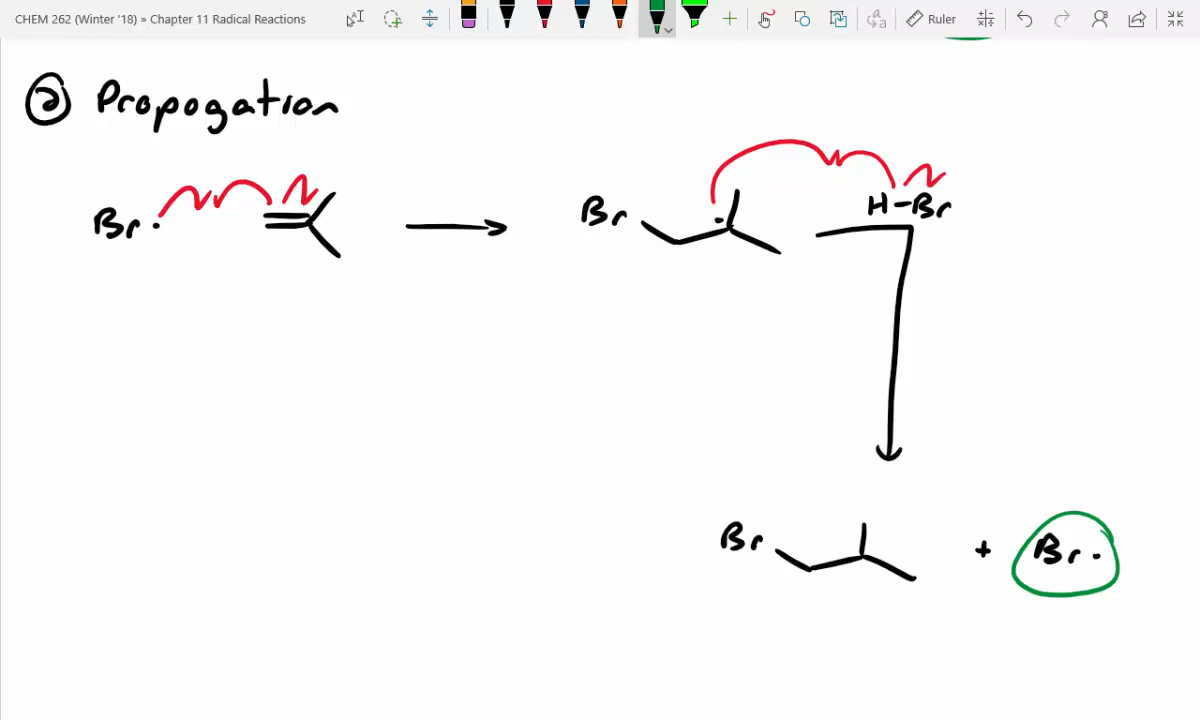 CHEM 262 (Winter '18) » Chapter 11 Radical Reactions
Ruler
② Propogation
Br·
Br
H-Br
Br
+ Br·